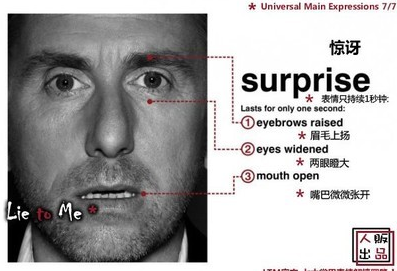 * Universal Main Expressions 7/7
惊讶
surprise
Lasts for only one second:
* 表情只持续1秒钟:
1 eyebrows raised
* 眉毛上扬
2 eyes widened
* 两眼瞪大
3 mouth open
* 嘴巴微微张开
Lie to Me *
人贩
出品